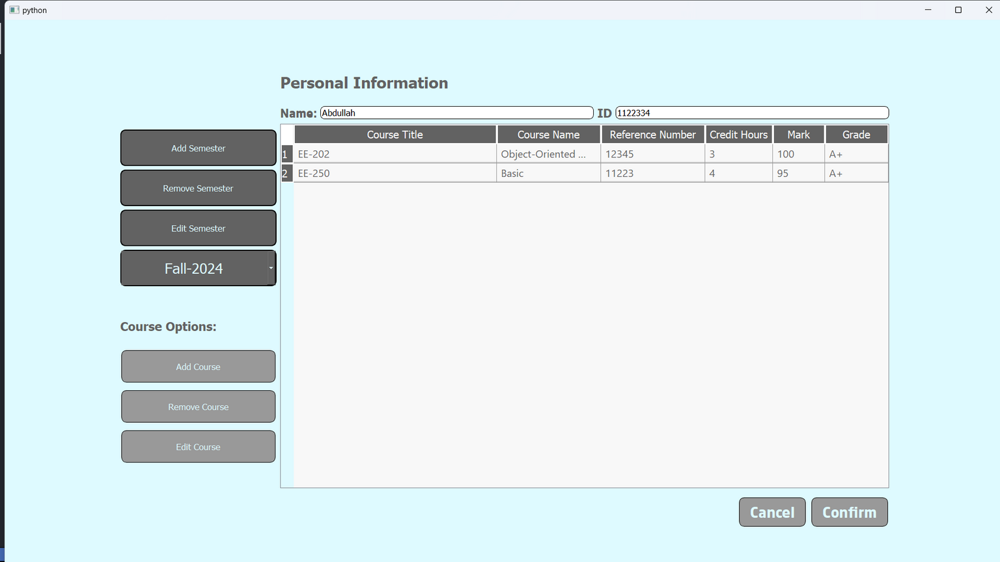 python
Personal Information
Name: Abdullah ID 1122334
Course Title Course Name Reference Number Credit Hours Mark Grade
1 EE-202 Object-Oriented ... 12345 3 100 A+
2 EE-250 Basic 11223 4 95 A+
Add Semester
Remove Semester
Edit Semester
Fall-2024
Course Options:
Add Course
Remove Course
Edit Course
Cancel Confirm